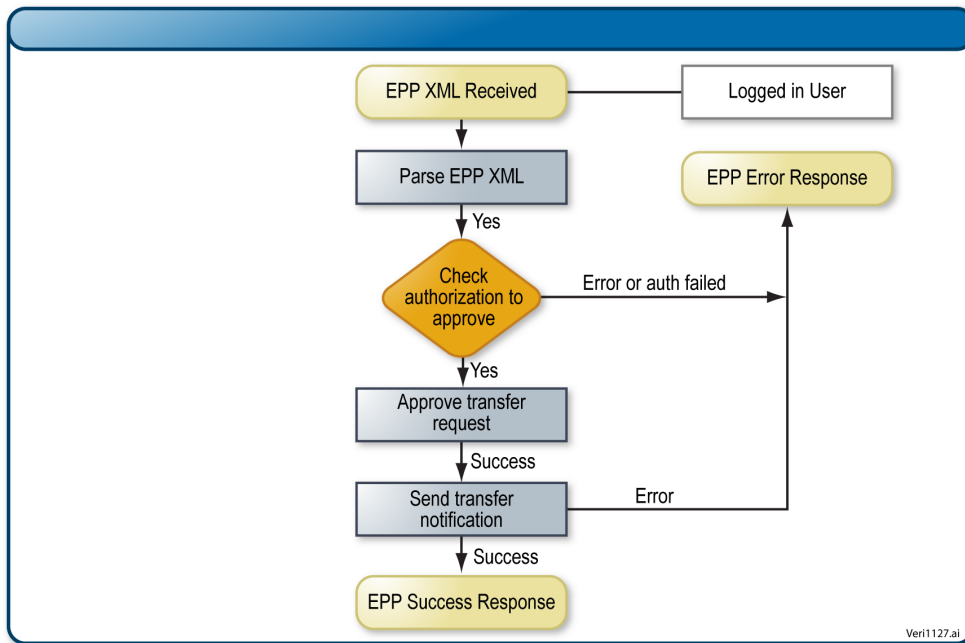 EPP XML Received
Logged in User
Parse EPP XML
EPP Error Response
Yes
Check
authorization to
approve
Error or auth failed
Yes
Approve transfer
request
Success
Send transfer
notification
Error
Success
EPP Success Response
Veri1127.ai